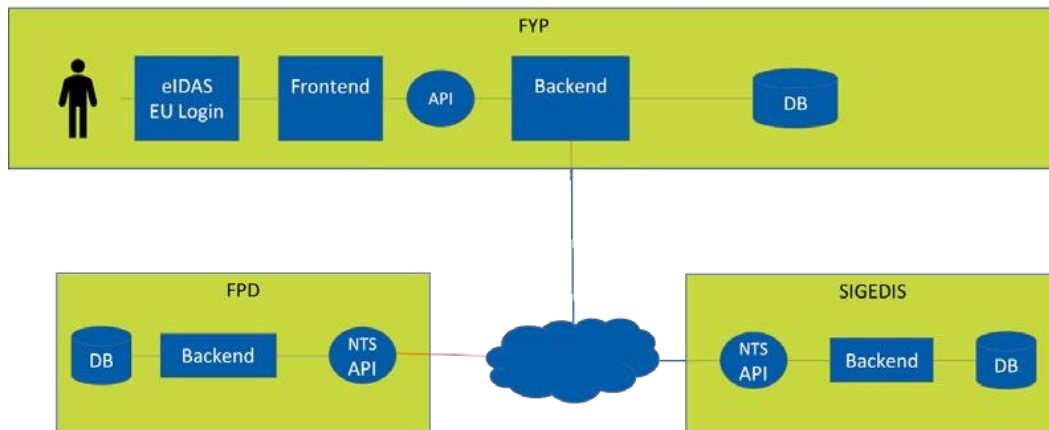 FYP
eIDAS
EU Login
Frontend
API
Backend
DB
FPD
DB
Backend
NTS
API
SIGEDIS
NTS
API
Backend
DB